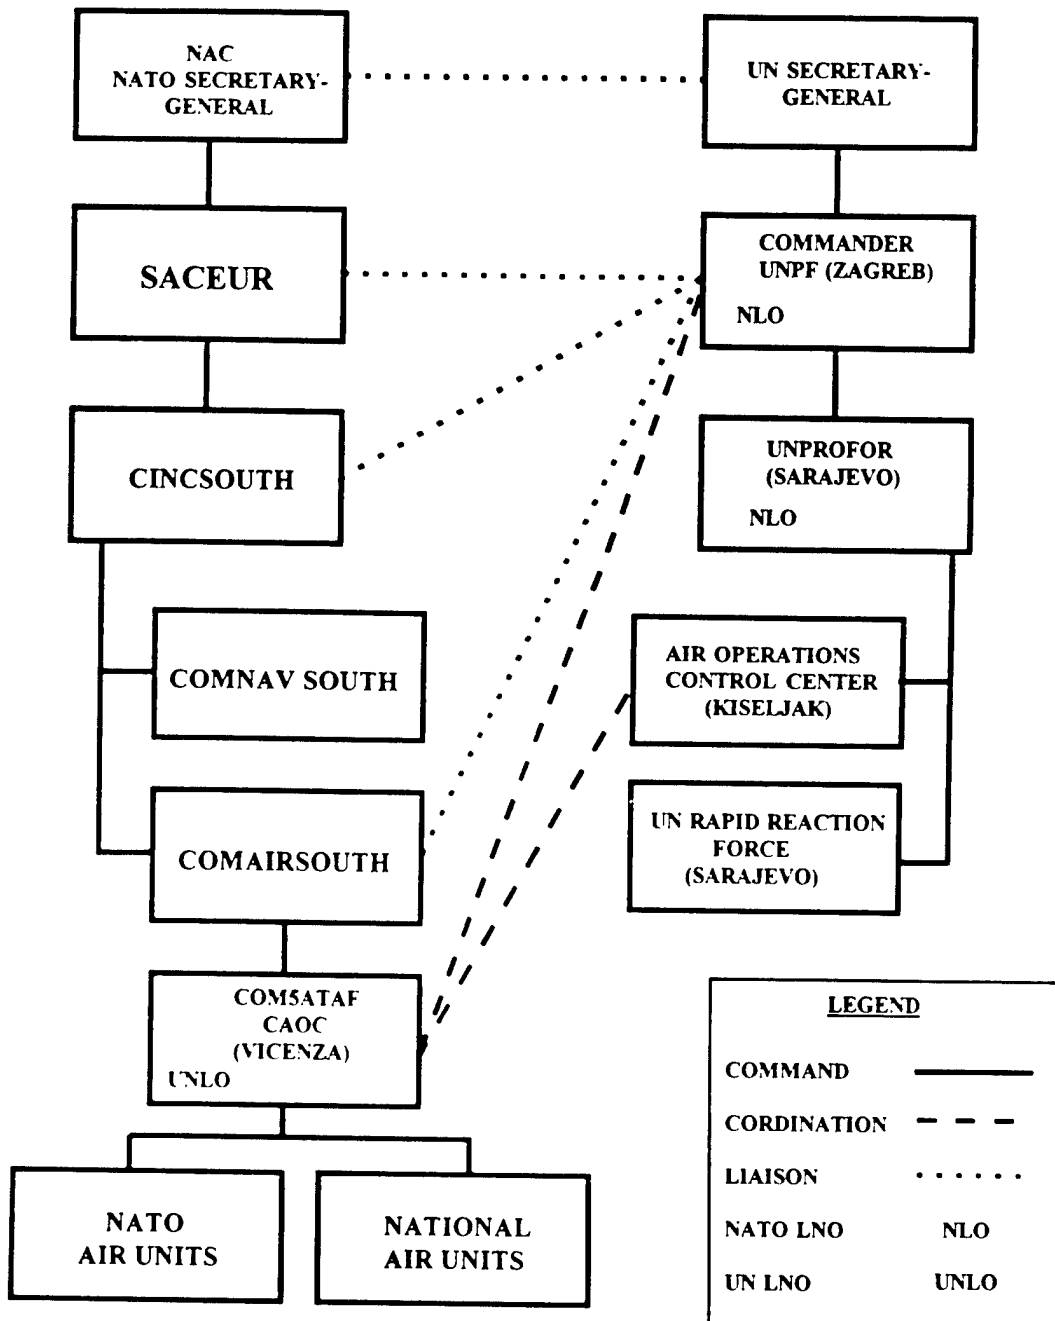 NAC
NATO SECRETARY-
GENERAL
UN SECRETARY-
GENERAL
SACEUR
COMMANDER
UNPF (ZAGREB)
NLO
CINCSOUTH
UNPROFOR
(SARAJEVO)
NLO
COMNAV SOUTH
AIR OPERATIONS
CONTROL CENTER
(KISELJAK)
COMAIRSOUTH
UN RAPID REACTION
FORCE
(SARAJEVO)
COM5ATAF
CAOC
(VICENZA)
UNLO
NATO
AIR UNITS
NATIONAL
AIR UNITS
LEGEND
COMMAND
CORDINATION
LIAISON
NATO LNO NLO
UN LNO UNLO